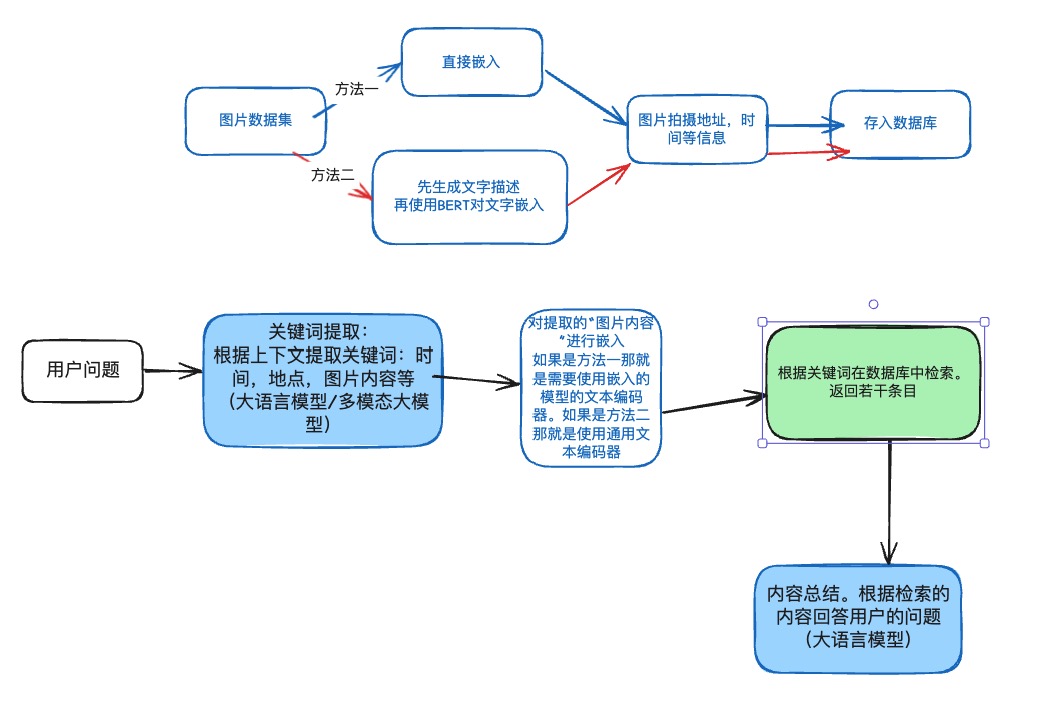 直接嵌入
方法一
图片数据集
图片拍摄地址，时
间等信息
存入数据库
方法二
先生成文字描述
再使用BERT对文字嵌入
用户问题
关键词提取：
根据上下文提取关键词：时
间，地点，图片内容等
（大语言模型/多模态大模
型）
对提取的“图片内容
”进行嵌入
如果是方法一那就
是需要使用嵌入的
模型的文本编码
器。如果是方法二
那就是使用通用文
本编码器
根据关键词在数据库中检索。
返回若干条目
内容总结。根据检索的
内容回答用户的问题
（大语言模型）